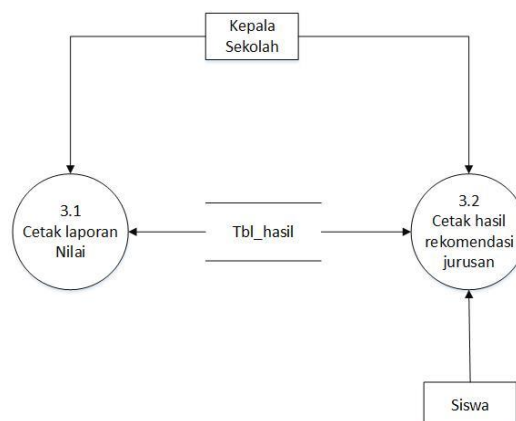 Kepala
Sekolah
3.1
Cetak laporan
Nilai
Tbl_hasil
3.2
Cetak hasil
rekomendasi
jurusan
Siswa